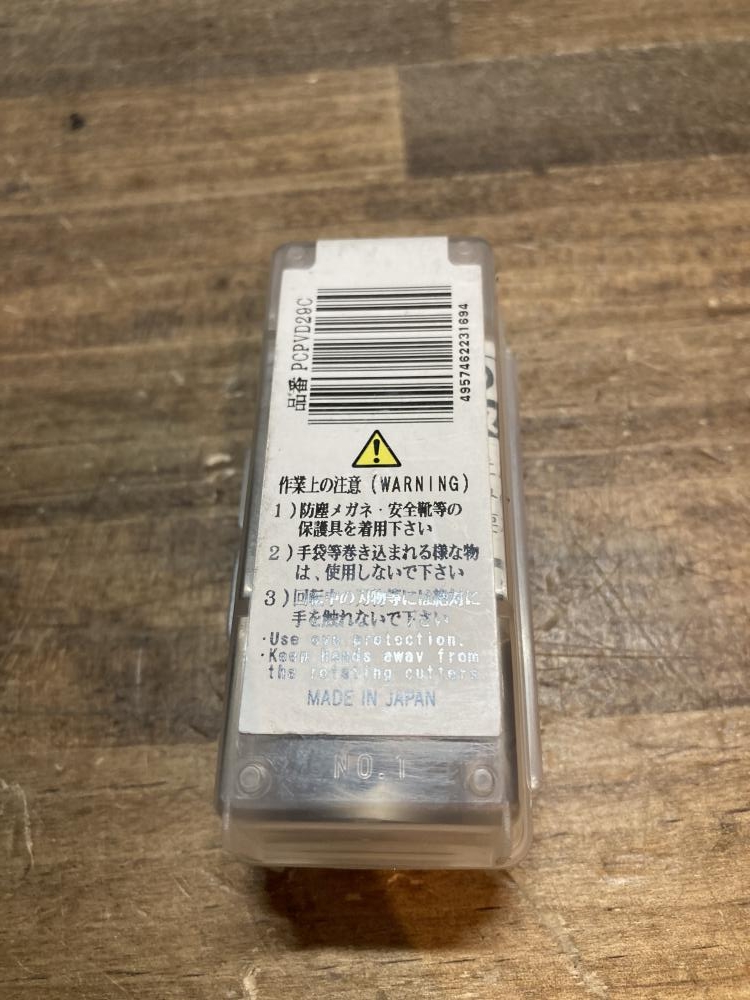 品番 PCPVD29C
4957462231694
作業上の注意 (WARNING)
1)防塵メガネ・安全靴等の
保護具を着用下さい
2)手袋等巻き込まれる様な物
は、使用しないで下さい
3)回転中の刃物等には絶対に
手を触れないで下さい
・Use eye protection.
・Keep hands away from
the rotating cutters
MADE IN JAPAN
NO.1